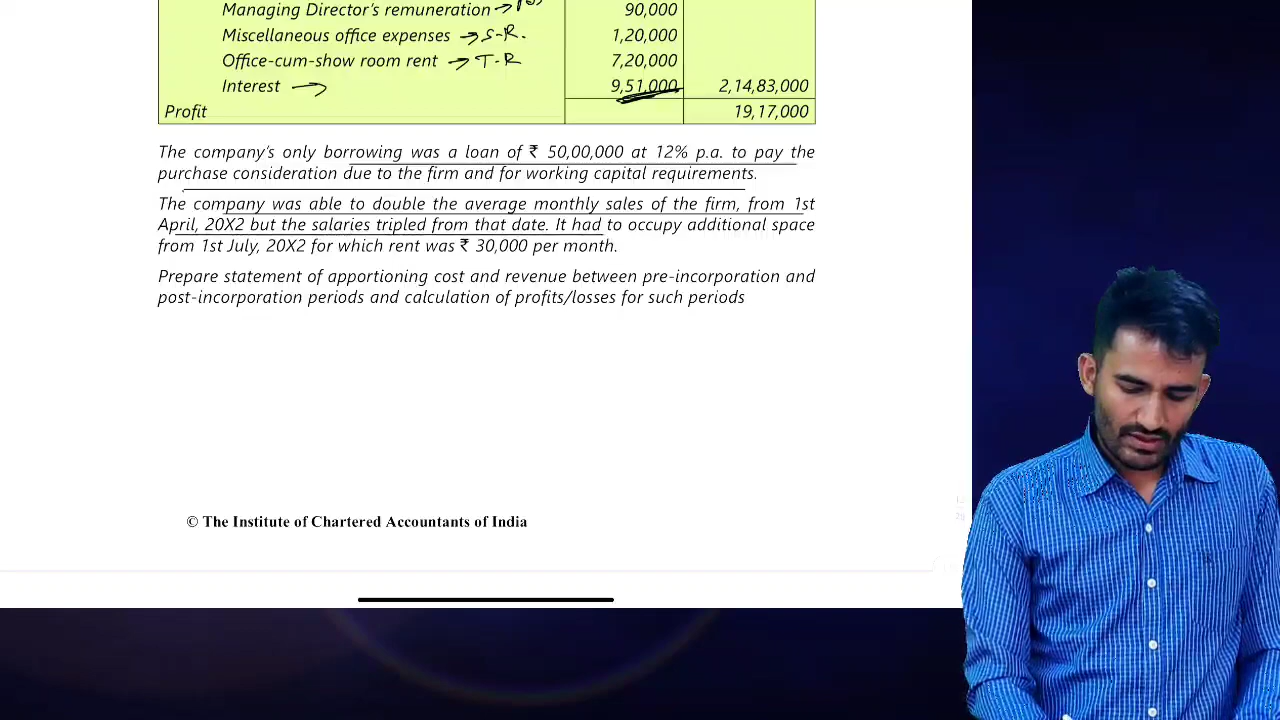 Managing Director's remuneration → 90,000
Miscellaneous office expenses → S-R. 1,20,000
Office-cum-show room rent → T-R 7,20,000
Interest → 9,51,000 2,14,83,000
Profit 19,17,000
The company's only borrowing was a loan of ₹ 50,00,000 at 12% p.a. to pay the
purchase consideration due to the firm and for working capital requirements.
The company was able to double the average monthly sales of the firm, from 1st
April, 20X2 but the salaries tripled from that date. It had to occupy additional space
from 1st July, 20X2 for which rent was ₹ 30,000 per month.
Prepare statement of apportioning cost and revenue between pre-incorporation and
post-incorporation periods and calculation of profits/losses for such periods
© The Institute of Chartered Accountants of India